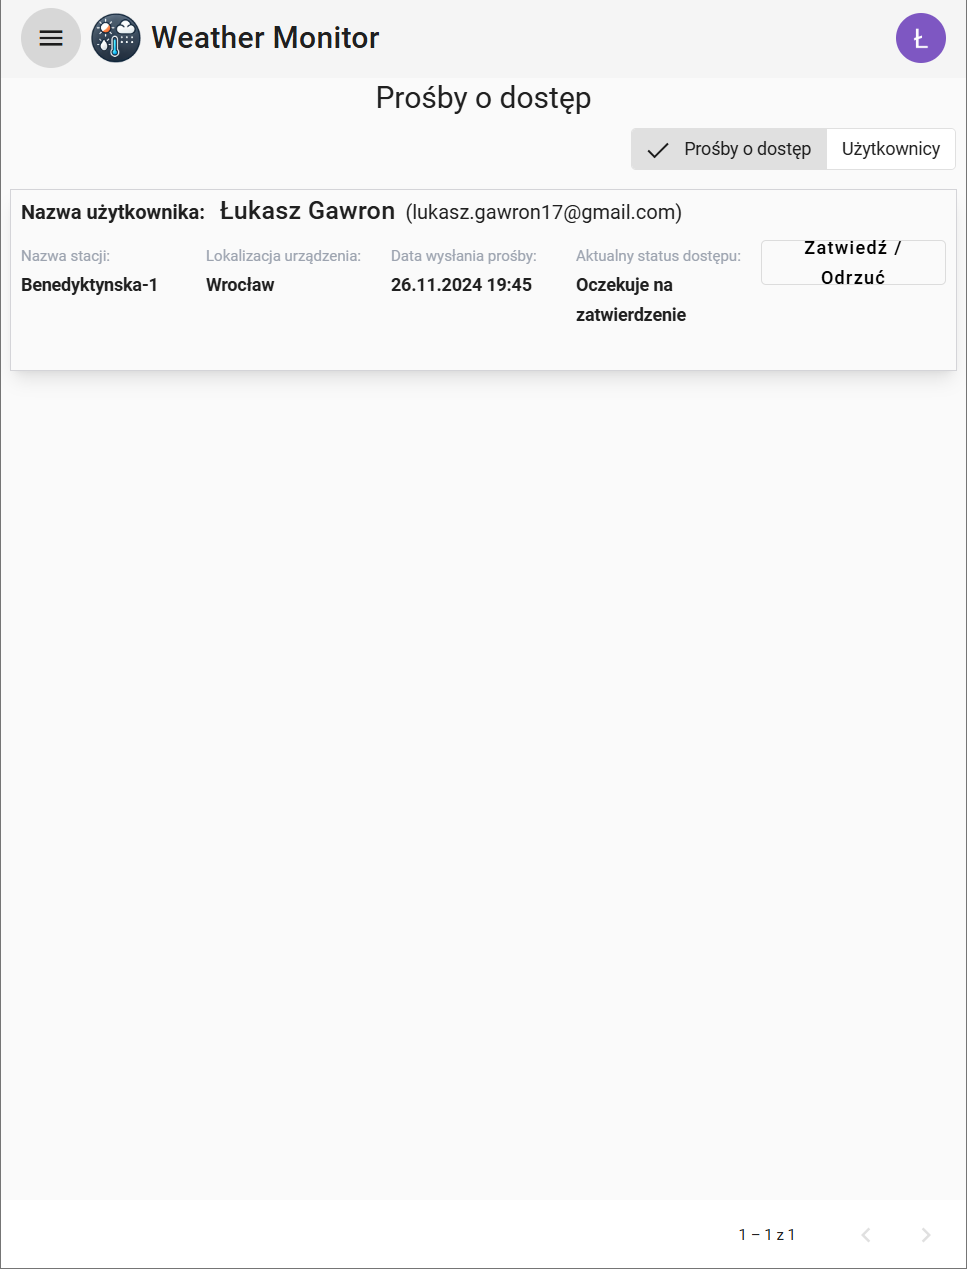 Weather Monitor
Ł
Prośby o dostęp
Prośby o dostęp
Użytkownicy
Nazwa użytkownika: Łukasz Gawron (lukasz.gawron17@gmail.com)
Nazwa stacji:
Benedyktynska-1
Lokalizacja urządzenia:
Wrocław
Data wysłania prośby:
26.11.2024 19:45
Aktualny status dostępu:
Oczekuje na
zatwierdzenie
Zatwiedź /
Odrzuć
1 – 1 z 1